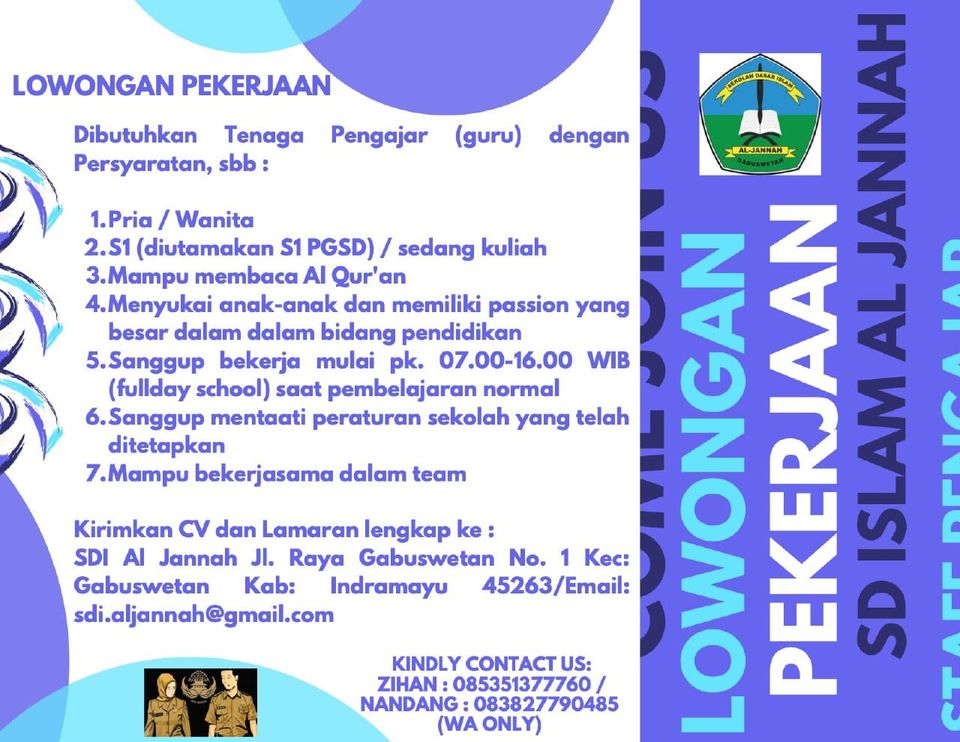 LOWONGAN PEKERJAAN
Dibutuhkan Tenaga Pengajar (guru) dengan
Persyaratan, sbb :
1.Pria / Wanita
2.S1 (diutamakan S1 PGSD) / sedang kuliah
3.Mampu membaca Al Qur'an
4.Menyukai anak-anak dan memiliki passion yang
besar dalam dalam bidang pendidikan
5.Sanggup bekerja mulai pk. 07.00-16.00 WIB
(fullday school) saat pembelajaran normal
6.Sanggup mentaati peraturan sekolah yang telah
ditetapkan
7.Mampu bekerjasama dalam team
Kirimkan CV dan Lamaran lengkap ke :
SDI Al Jannah Jl. Raya Gabuswetan No. 1 Kec:
Gabuswetan Kab: Indramayu 45263/Email:
sdi.aljannah@gmail.com
KINDLY CONTACT US:
ZIHAN : 085351377760 /
NANDANG : 083827790485
(WA ONLY)
COME JOIN US
LOWONGAN
PEKERJAAN
SD ISLAM AL JANNAH
STAFF PENGAJAR
SEKOLAH DASAR ISLAM
AL-JANNAH
GABUSWETAN